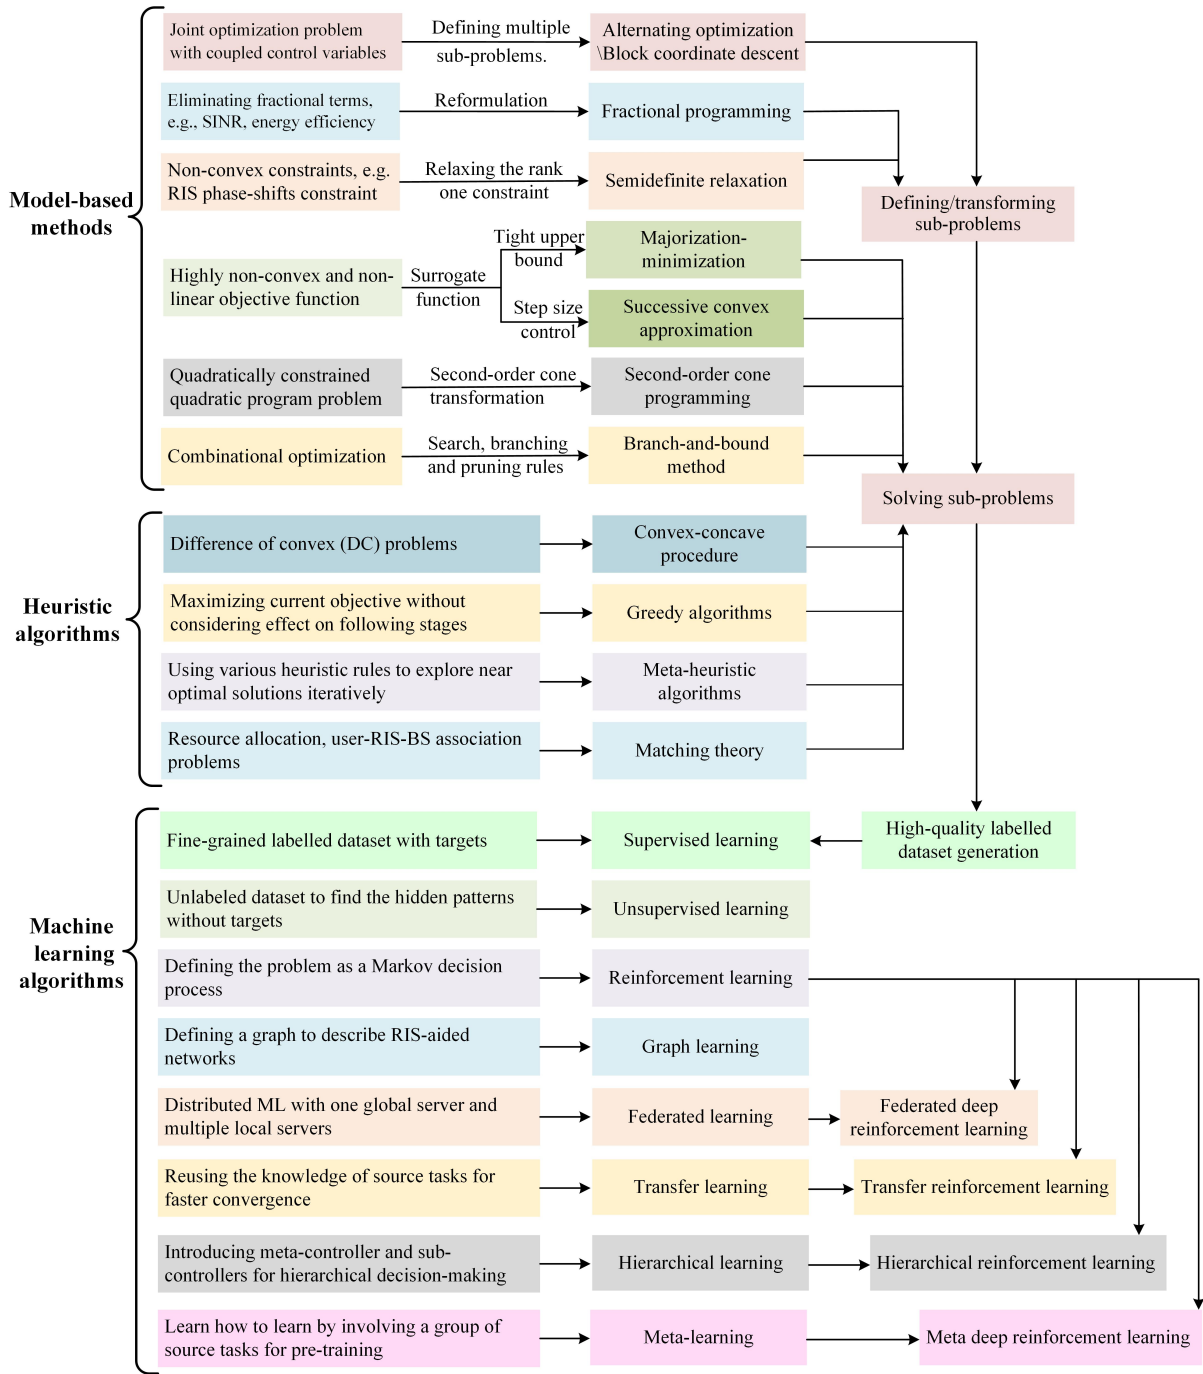 Model-based
methods
Joint optimization problem
with coupled control variables
Defining multiple
sub-problems.
Alternating optimization
\Block coordinate descent
Eliminating fractional terms,
e.g., SINR, energy efficiency
Reformulation
Fractional programming
Non-convex constraints, e.g.
RIS phase-shifts constraint
Relaxing the rank
one constraint
Semidefinite relaxation
Defining/transforming
sub-problems
Highly non-convex and non-
linear objective function
Surrogate
function
Tight upper
bound
Majorization-
minimization
Step size
control
Successive convex
approximation
Quadratically constrained
quadratic program problem
Second-order cone
transformation
Second-order cone
programming
Combinational optimization
Search, branching
and pruning rules
Branch-and-bound
method
Solving sub-problems
Heuristic
algorithms
Difference of convex (DC) problems
Convex-concave
procedure
Maximizing current objective without
considering effect on following stages
Greedy algorithms
Using various heuristic rules to explore near
optimal solutions iteratively
Meta-heuristic
algorithms
Resource allocation, user-RIS-BS association
problems
Matching theory
Machine
learning
algorithms
Fine-grained labelled dataset with targets
Supervised learning
High-quality labelled
dataset generation
Unlabeled dataset to find the hidden patterns
without targets
Unsupervised learning
Defining the problem as a Markov decision
process
Reinforcement learning
Defining a graph to describe RIS-aided
networks
Graph learning
Distributed ML with one global server and
multiple local servers
Federated learning
Federated deep
reinforcement learning
Reusing the knowledge of source tasks for
faster convergence
Transfer learning
Transfer reinforcement learning
Introducing meta-controller and sub-
controllers for hierarchical decision-making
Hierarchical learning
Hierarchical reinforcement learning
Learn how to learn by involving a group of
source tasks for pre-training
Meta-learning
Meta deep reinforcement learning